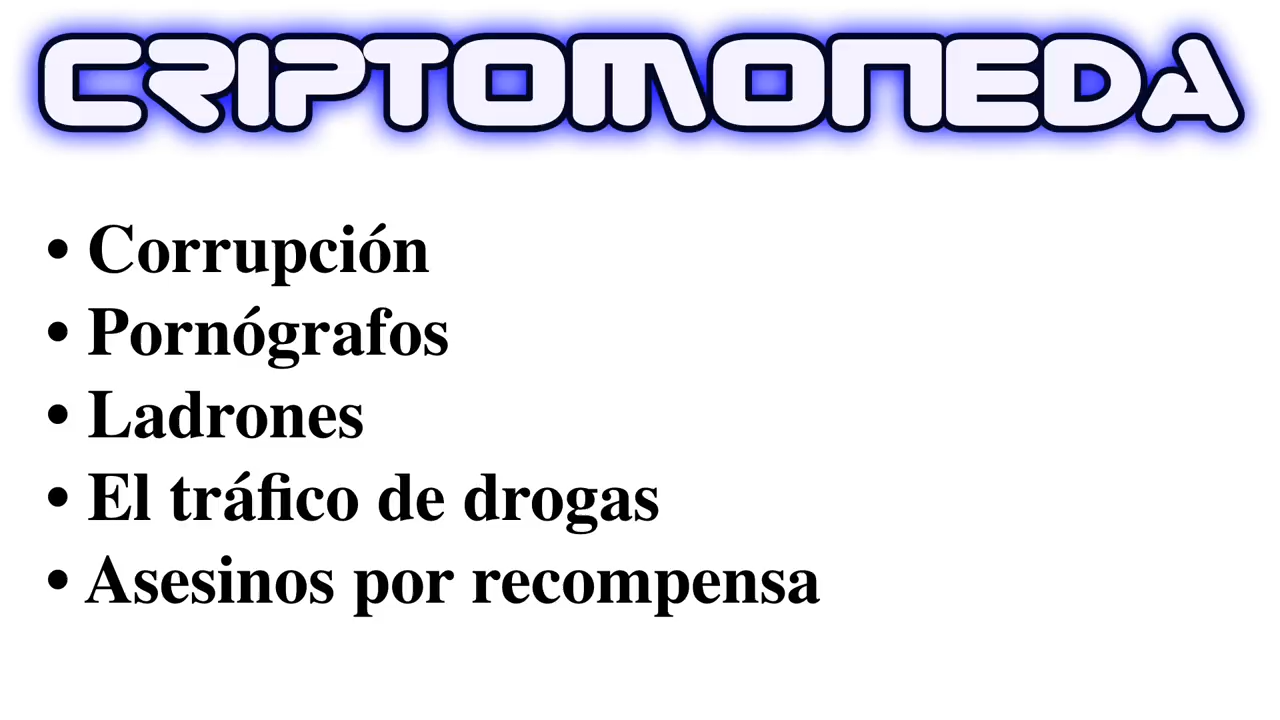 CRIPTOMONEDA
• Corrupción
• Pornógrafos
• Ladrones
• El tráfico de drogas
• Asesinos por recompensa